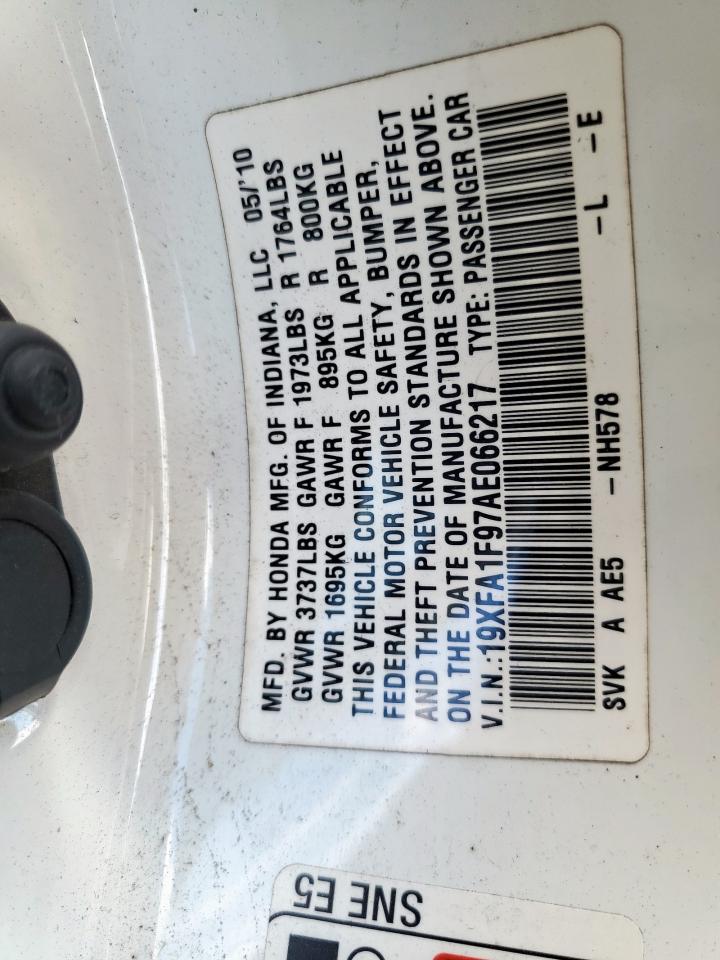 MFD. BY HONDA MFG. OF INDIANA, LLC 05/'10
GVWR 3737LBS GAWR F 1973LBS R 1764LBS
GVWR 1695KG GAWR F 895KG R 800KG
THIS VEHICLE CONFORMS TO ALL APPLICABLE
FEDERAL MOTOR VEHICLE SAFETY, BUMPER,
AND THEFT PREVENTION STANDARDS IN EFFECT
ON THE DATE OF MANUFACTURE SHOWN ABOVE.
V.I.N.:19XFA1F97AE066217 TYPE: PASSENGER CAR
SVK A AE5 -NH578 -L -E
SNE E5